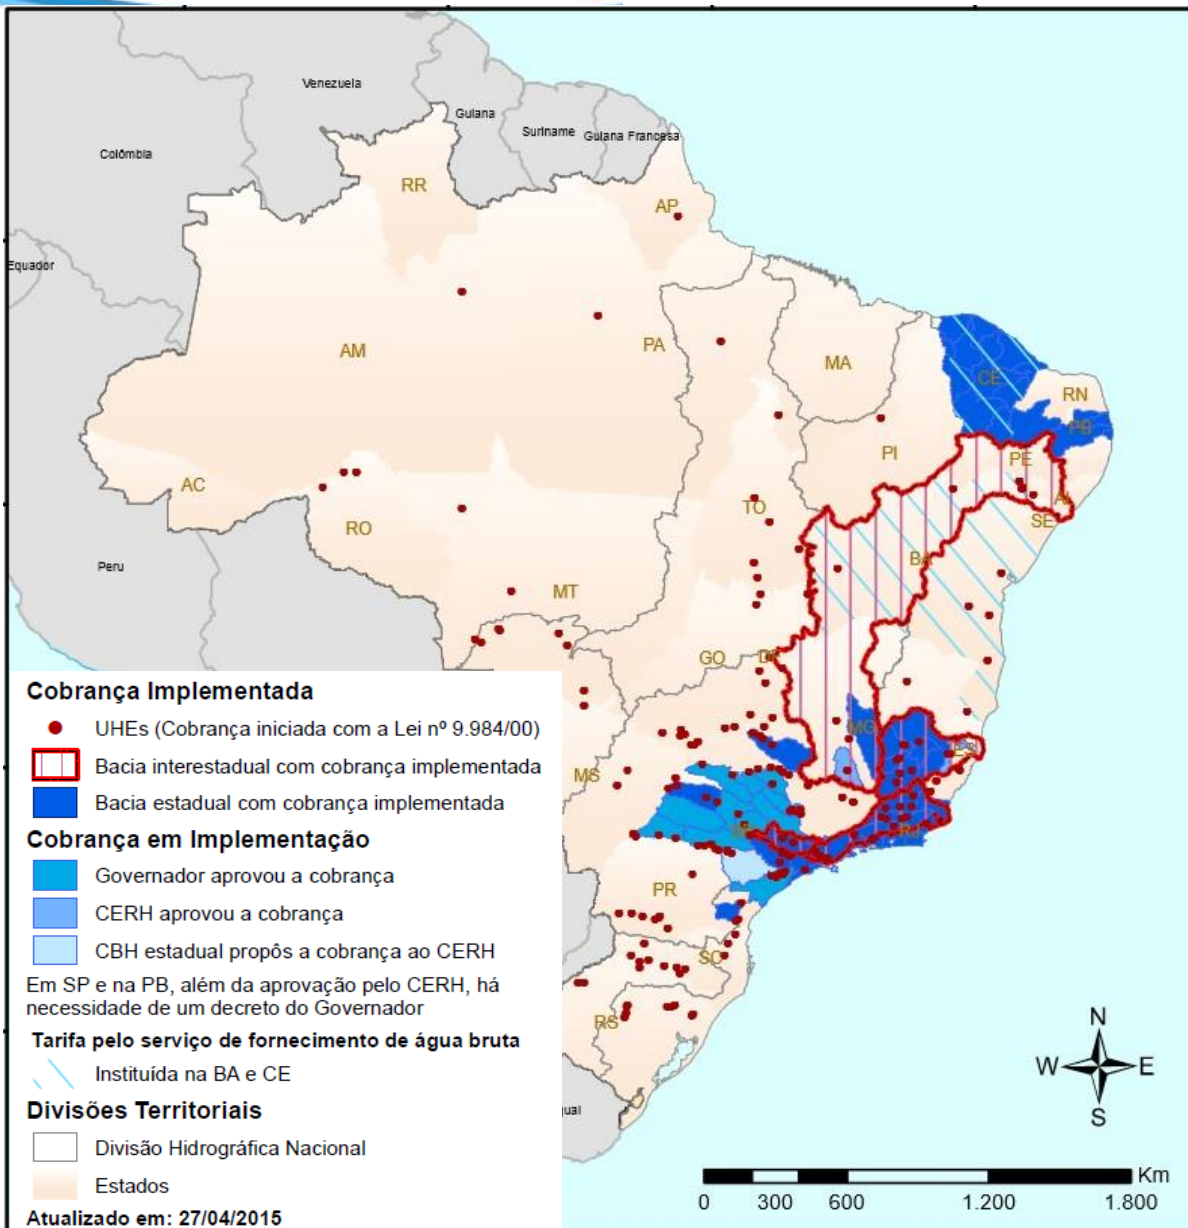 Venezuela
Guiana
Suriname
Guiana Francesa
Colômbia
RR
AP
Equador
AM
PA
MA
CE
RN
PB
PI
PE
AC
TO
AL
SE
RO
BA
Peru
MT
GO
DF
MG
ES
MS
RJ
PR
SC
RS
Cobrança Implementada
UHEs (Cobrança iniciada com a Lei nº 9.984/00)
Bacia interestadual com cobrança implementada
Bacia estadual com cobrança implementada
Cobrança em Implementação
Governador aprovou a cobrança
CERH aprovou a cobrança
CBH estadual propôs a cobrança ao CERH
Em SP e na PB, além da aprovação pelo CERH, há
necessidade de um decreto do Governador
Tarifa pelo serviço de fornecimento de água bruta
Instituída na BA e CE
Divisões Territoriais
Divisão Hidrográfica Nacional
Estados
Atualizado em: 27/04/2015
guai
N
W
E
S
Km
0 300 600 1.200 1.800